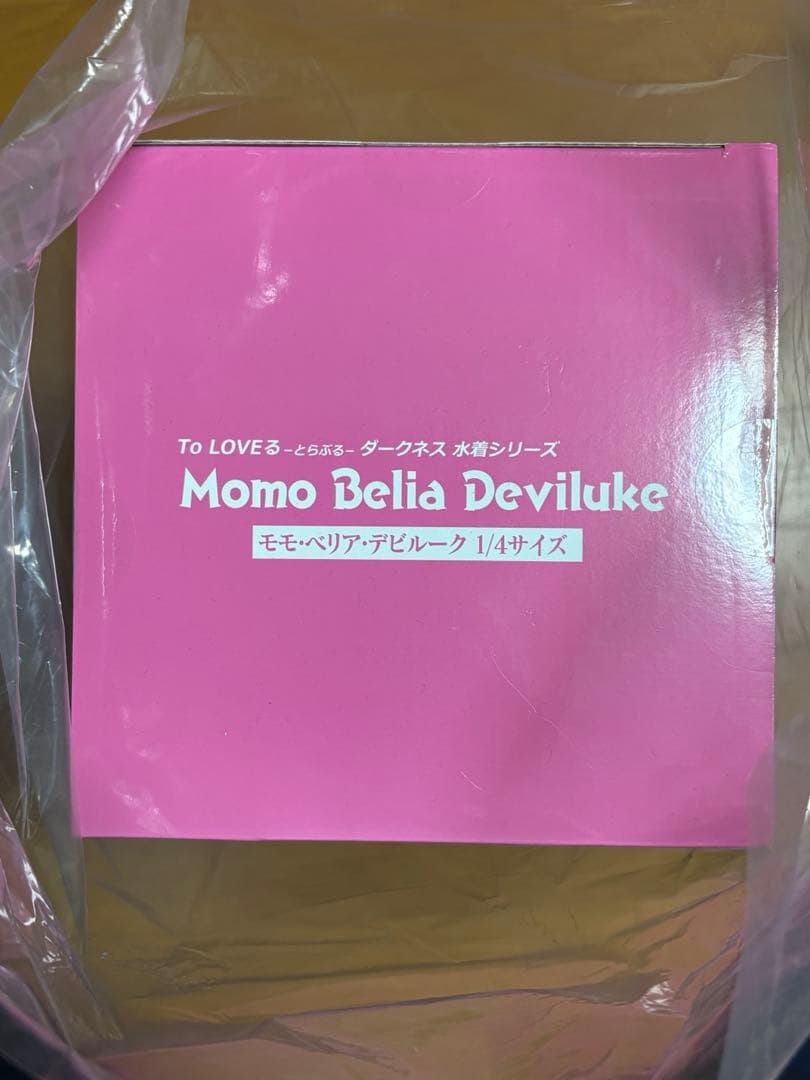 To LOVEる –とらぶる– ダークネス 水着シリーズ
Momo Belia Deviluke
モモ・ベリア・デビルーク 1/4サイズ